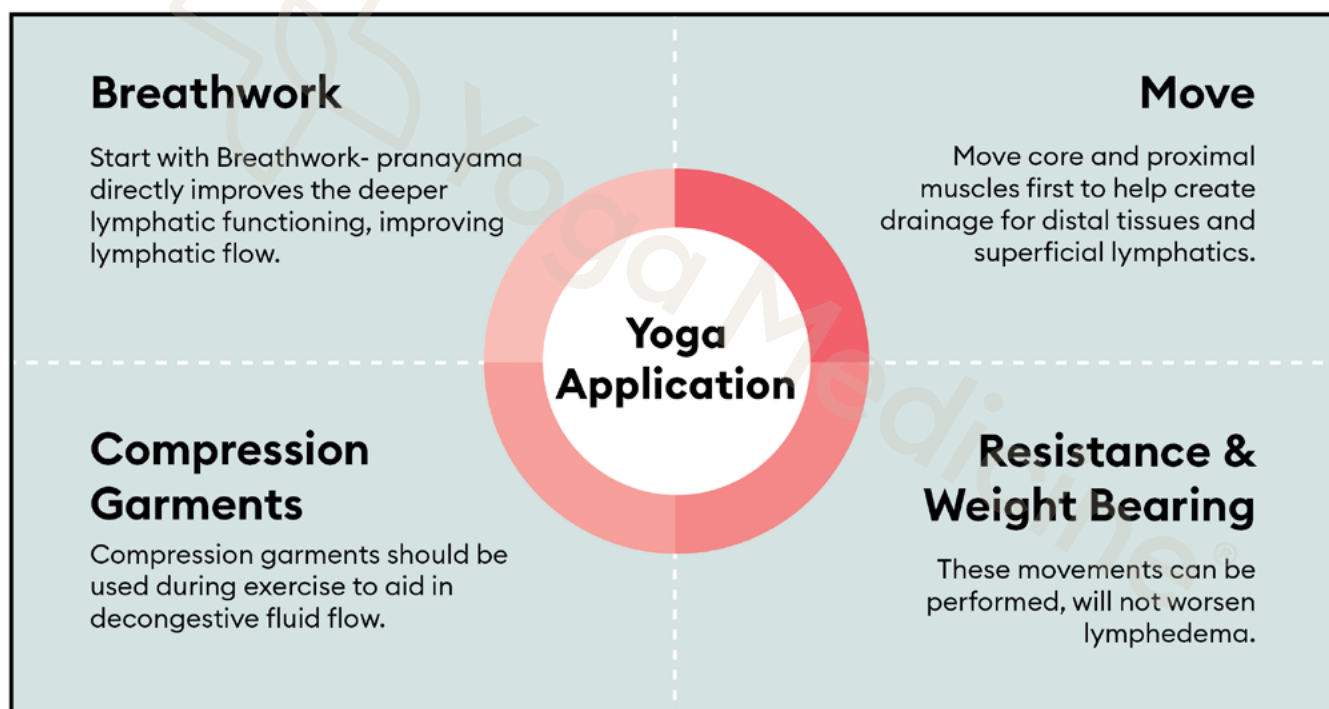 Breathwork
Start with Breathwork- pranayama
directly improves the deeper
lymphatic functioning, improving
lymphatic flow.
Move
Move core and proximal
muscles first to help create
drainage for distal tissues and
superficial lymphatics.
Yoga
Application
Compression
Garments
Compression garments should be
used during exercise to aid in
decongestive fluid flow.
Resistance &
Weight Bearing
These movements can be
performed, will not worsen
lymphedema.
Yoga Medicine®